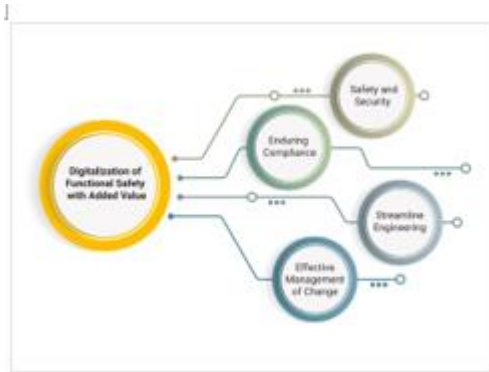 Digitalization of
Functional Safety
with Added Value
Safety and
Security
Enduring
Compliance
Streamline
Engineering
Effective
Management
of Change